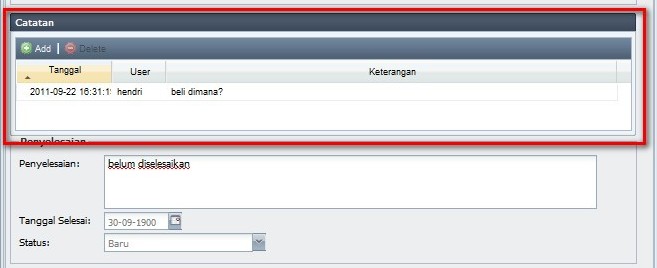 Catatan
Add Delete
Tanggal User Keterangan
2011-09-22 16:31:1 hendri beli dimana?
Penyelesaian
Penyelesaian: belum diselesaikan
Tanggal Selesai: 30-09-1900
Status: Baru